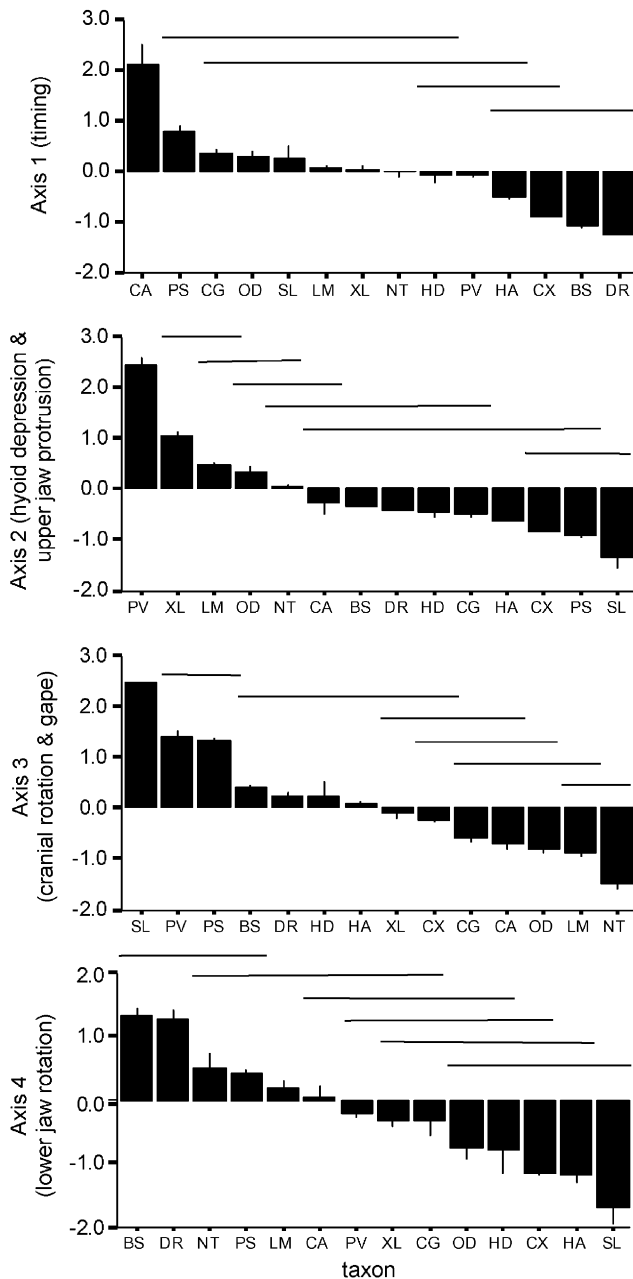 Axis 1 (timing)
2.0
1.0
0.0
-1.0
-2.0
CA PS CG OD SL LM XL NT HD PV HA CX BS DR
Axis 2 (hyoid depression &
upper jaw protrusion)
3.0
2.0
1.0
0.0
-1.0
-2.0
PV XL LM OD NT CA BS DR HD CG HA CX PS SL
Axis 3
(cranial rotation & gape)
3.0
2.0
1.0
0.0
-1.0
-2.0
SL PV PS BS DR HD HA XL CX CG CA OD LM NT
Axis 4
(lower jaw rotation)
2.0
1.0
0.0
-1.0
-2.0
BS DR NT PS LM CA PV XL CG OD HD CX HA SL
taxon